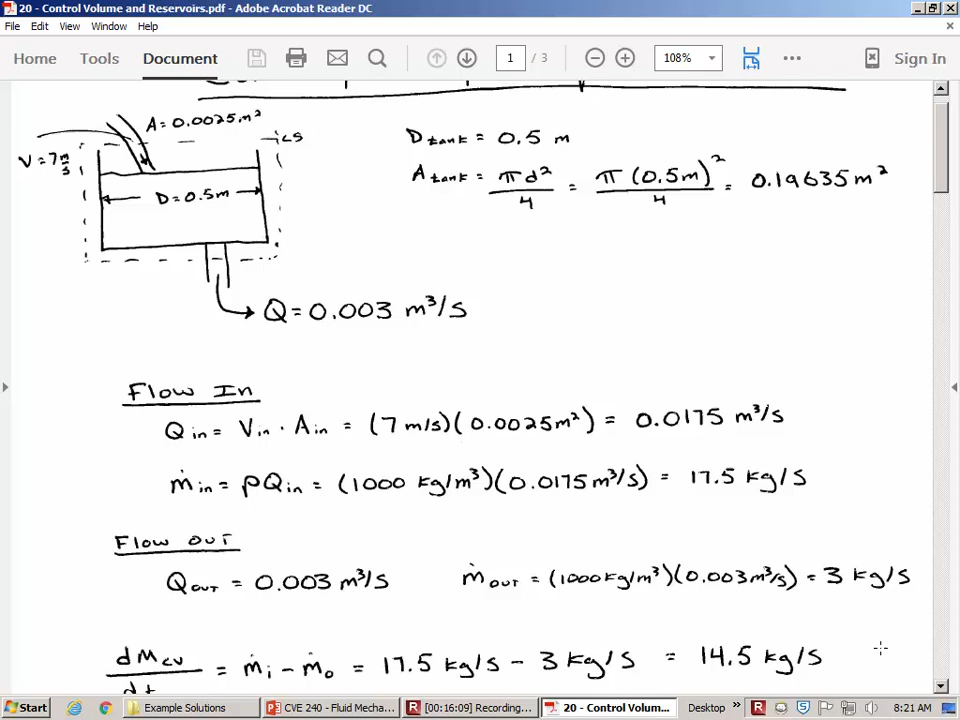 20 - Control Volume and Reservoirs.pdf - Adobe Acrobat Reader DC
File Edit View Window Help
Home Tools Document 1 / 3 108% Sign In
A = 0.0025 m²
CS
V = 7 m/s
D = 0.5m
D tank = 0.5 m
A tank = πd²/4 = π(0.5m)²/4 = 0.19635 m²
Q = 0.003 m³/s
Flow In
Q in = V in · A in = (7 m/s)(0.0025m²) = 0.0175 m³/s
ṁ in = ρQ in = (1000 kg/m³)(0.0175 m³/s) = 17.5 kg/s
Flow OUT
Q OUT = 0.003 m³/s ṁ OUT = (1000 kg/m³)(0.003 m³/s) = 3 kg/s
dM cv/dt = ṁ i - ṁ o = 17.5 kg/s - 3 kg/s = 14.5 kg/s
Start Example Solutions CVE 240 - Fluid Mecha... [00:16:09] Recording... 20 - Control Volum... Desktop » 8:21 AM